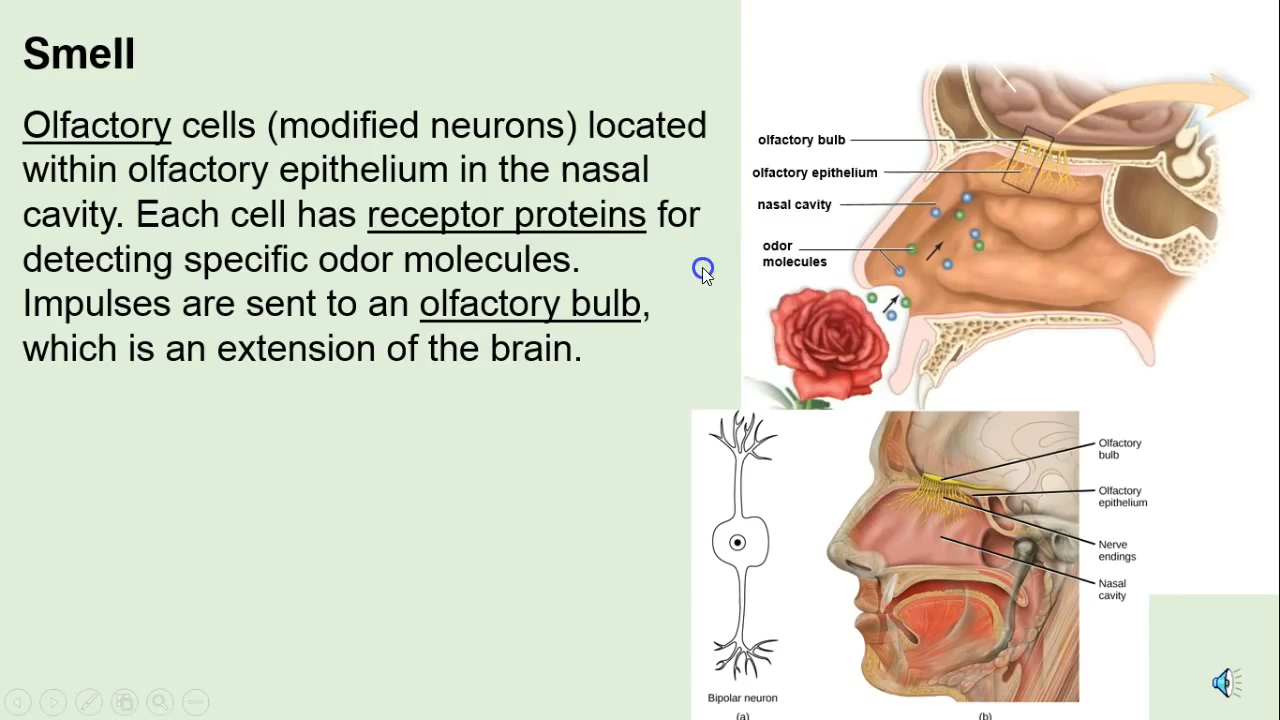 Smell
Olfactory cells (modified neurons) located
within olfactory epithelium in the nasal
cavity. Each cell has receptor proteins for
detecting specific odor molecules.
Impulses are sent to an olfactory bulb,
which is an extension of the brain.
olfactory bulb
olfactory epithelium
nasal cavity
odor
molecules
Olfactory
bulb
Olfactory
epithelium
Nerve
endings
Nasal
cavity
Bipolar neuron
(a)
(b)